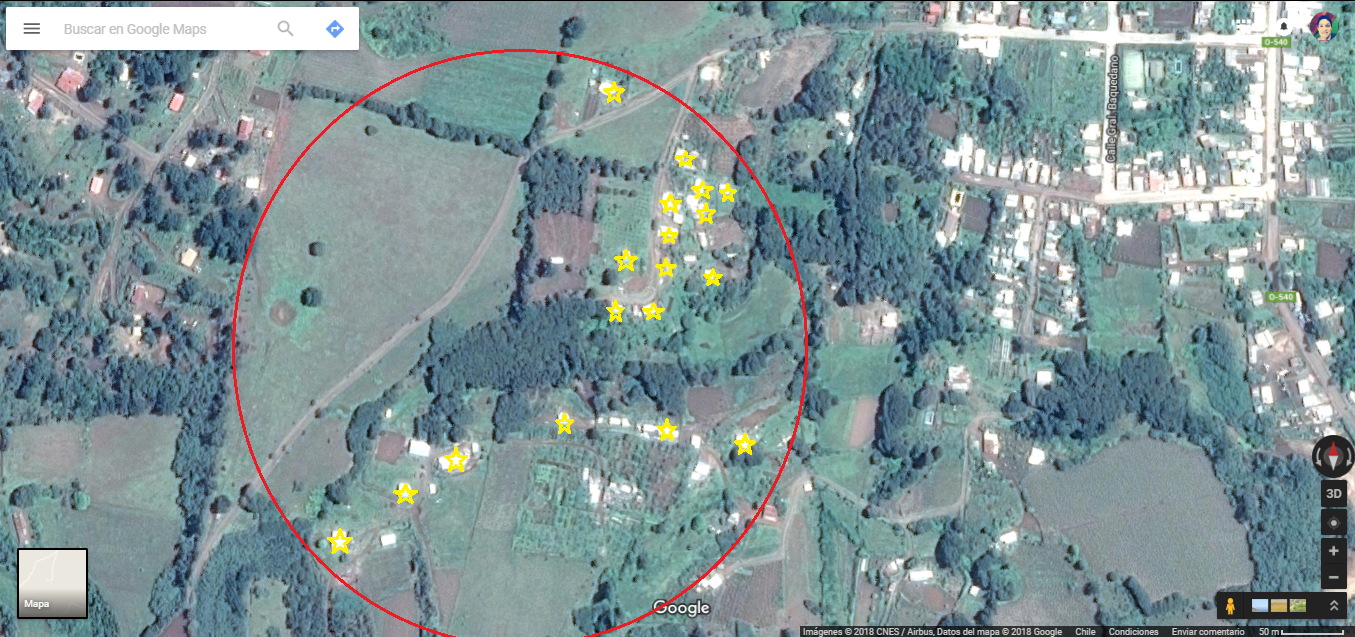 Buscar en Google Maps
O-540
Calle Gral. Baquedano
O-540
3D
Mapa
Google
Imágenes © 2018 CNES / Airbus, Datos del mapa © 2018 Google Chile Condiciones Enviar comentario 50 m